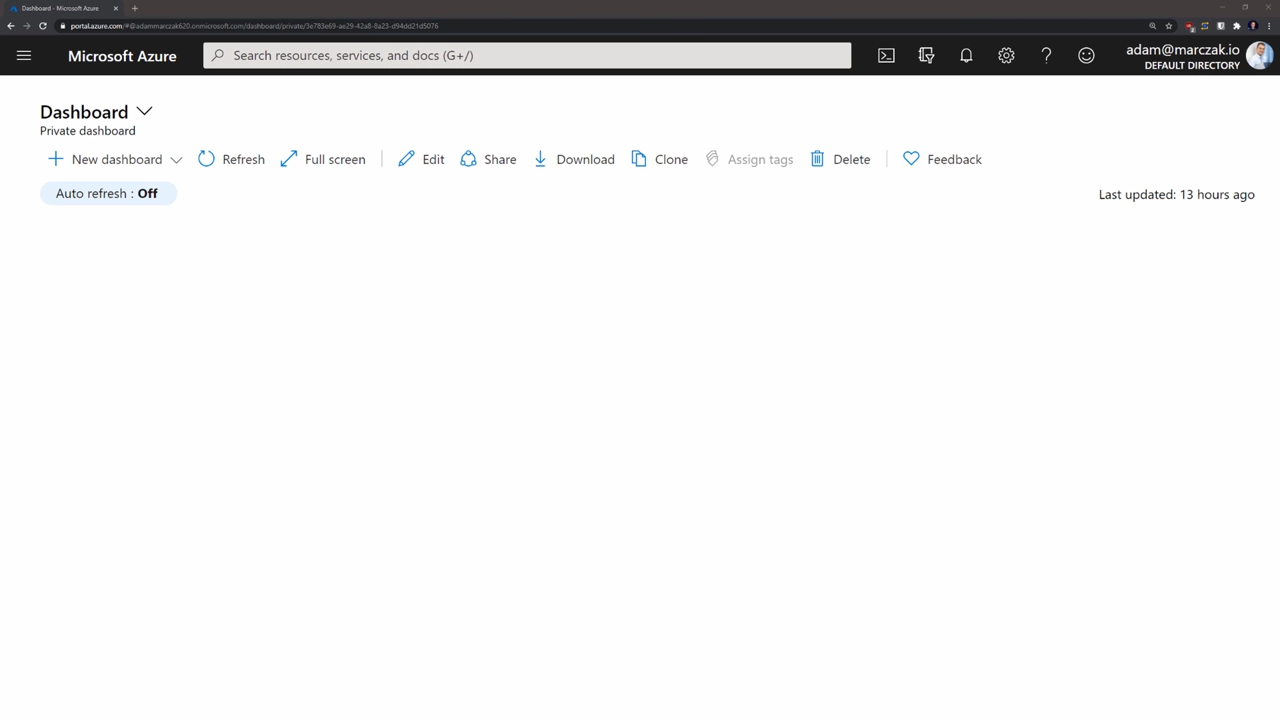 Dashboard - Microsoft Azure
portal.azure.com/#@adammarczak620.onmicrosoft.com/dashboard/private/3e783e69-ae29-42a8-8a23-d94dd21d5076
Microsoft Azure
Search resources, services, and docs (G+/)
adam@marczak.io
DEFAULT DIRECTORY
Dashboard
Private dashboard
New dashboard Refresh Full screen Edit Share Download Clone Assign tags Delete Feedback
Auto refresh : Off
Last updated: 13 hours ago